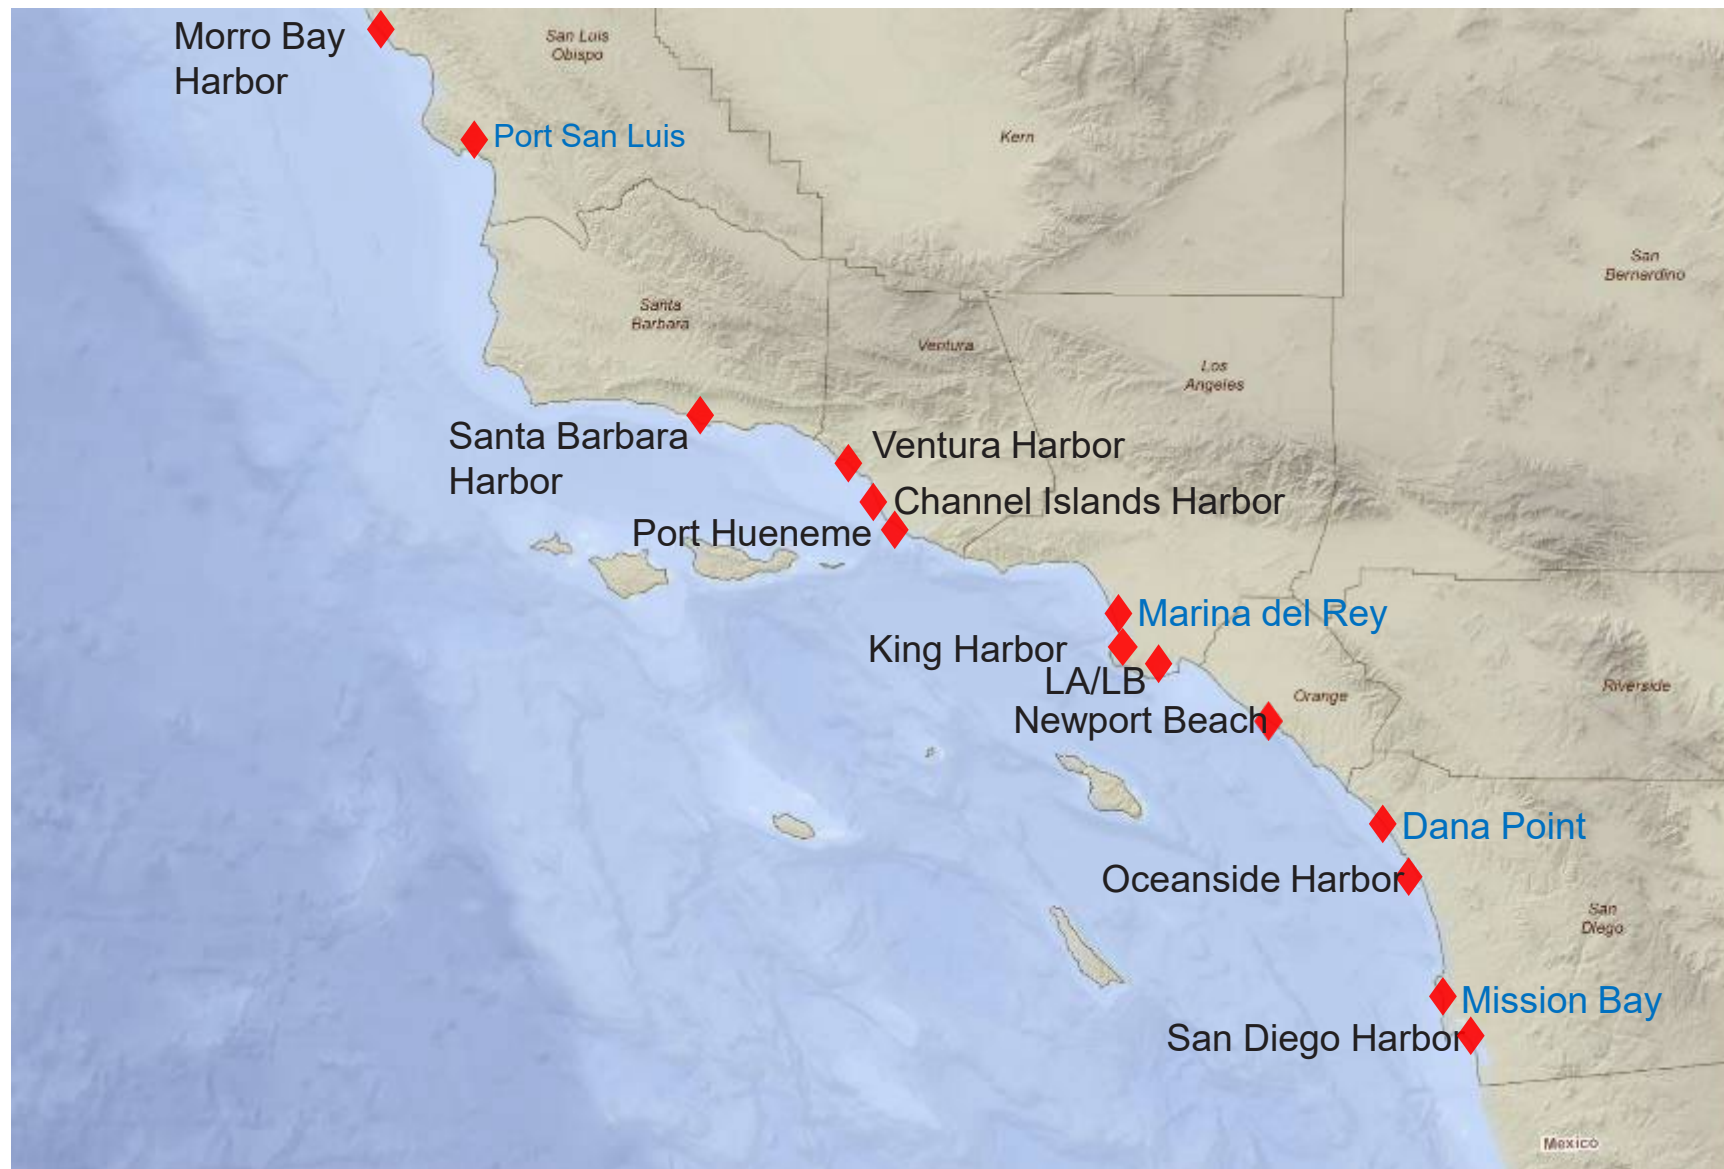 Morro Bay
Harbor
San Luis
Obispo
Port San Luis
Kern
San
Bernardino
Santa
Barbara
Ventura
Los
Angeles
Santa Barbara
Harbor
Ventura Harbor
Channel Islands Harbor
Port Hueneme
Marina del Rey
King Harbor
LA/LB
Riverside
Orange
Newport Beach
Dana Point
Oceanside Harbor
San
Diego
Mission Bay
San Diego Harbor
Mexico